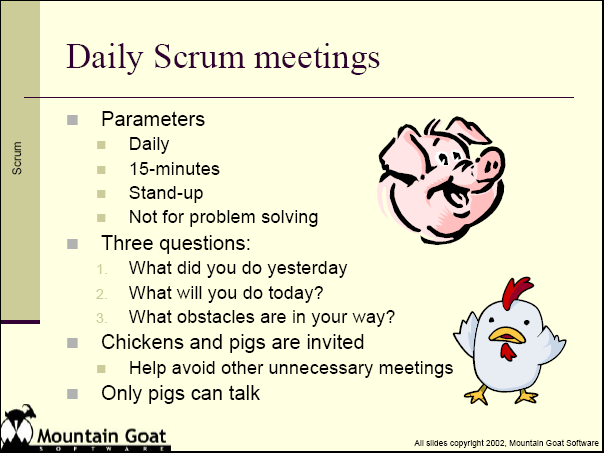 Daily Scrum meetings
Scrum
Parameters
Daily
15-minutes
Stand-up
Not for problem solving
Three questions:
1. What did you do yesterday
2. What will you do today?
3. What obstacles are in your way?
Chickens and pigs are invited
Help avoid other unnecessary meetings
Only pigs can talk
Mountain Goat
SOFTWARE
All slides copyright 2002, Mountain Goat Software